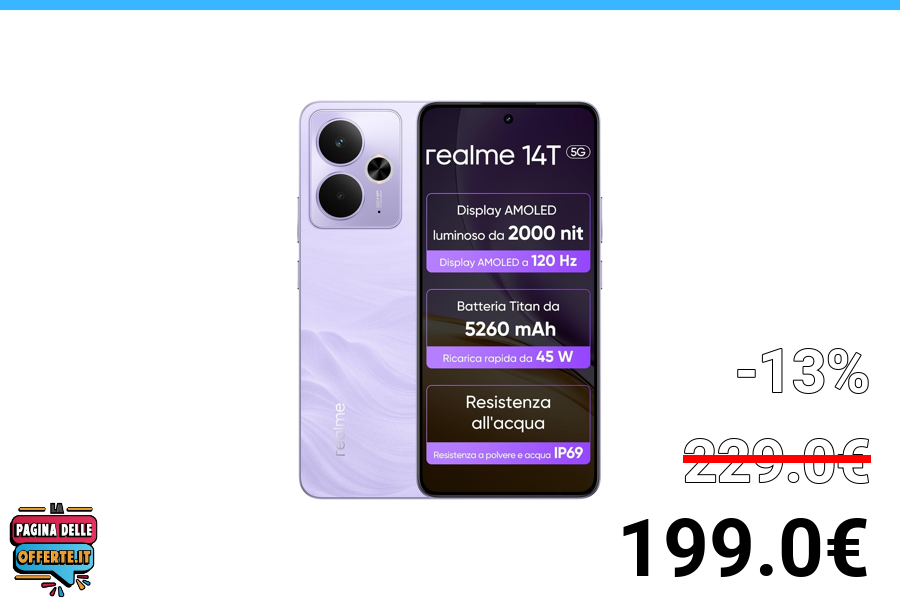 realme 14T 5G
Display AMOLED
luminoso da 2000 nit
Display AMOLED a 120 Hz
Batteria Titan da
5260 mAh
Ricarica rapida da 45 W
Resistenza
all'acqua
Resistenza a polvere e acqua IP69
realme
-13%
229.0€
199.0€
LA
PAGINA DELLE
OFFERTE.IT